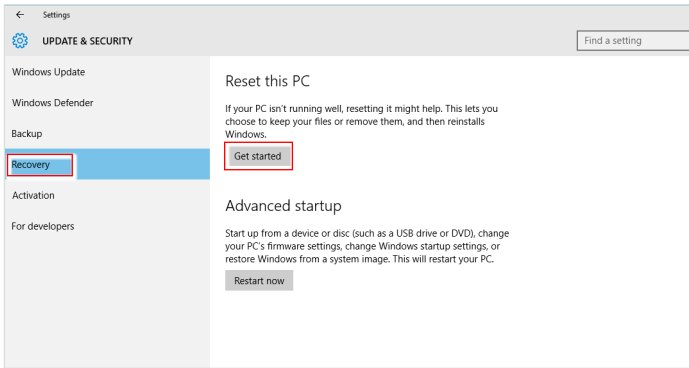 Settings
UPDATE & SECURITY
Find a setting
Windows Update
Windows Defender
Backup
Recovery
Activation
For developers
Reset this PC
If your PC isn't running well, resetting it might help. This lets you
choose to keep your files or remove them, and then reinstalls
Windows.
Get started
Advanced startup
Start up from a device or disc (such as a USB drive or DVD), change
your PC's firmware settings, change Windows startup settings, or
restore Windows from a system image. This will restart your PC.
Restart now